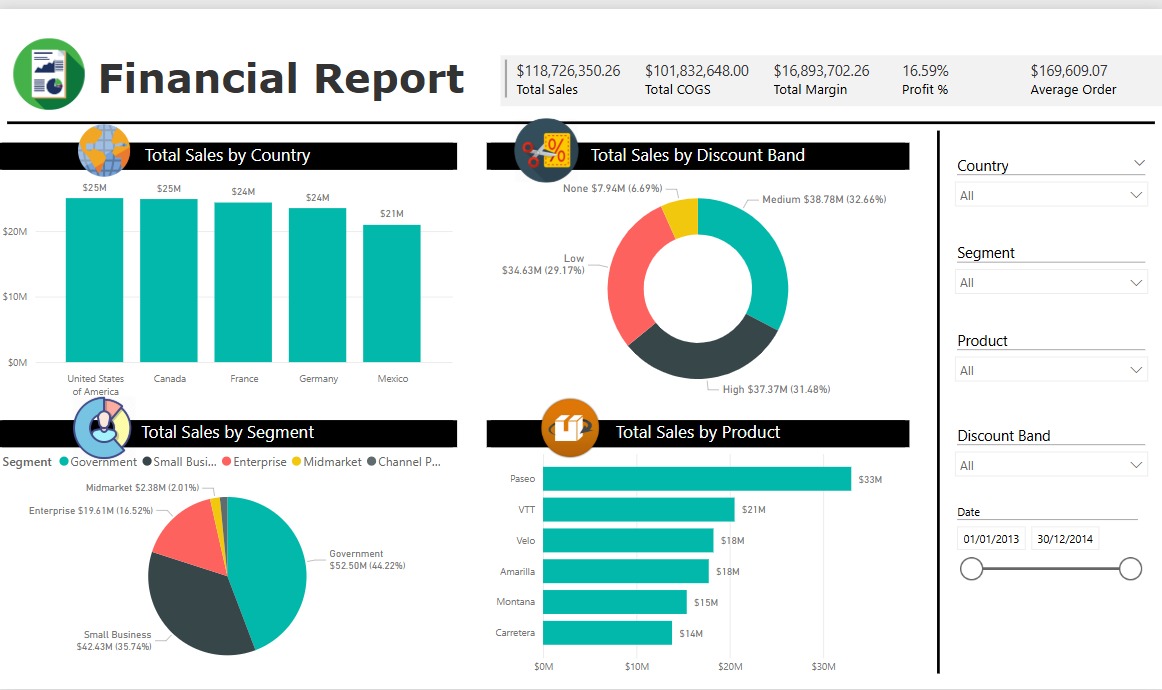 Financial Report
$118,726,350.26
Total Sales
$101,832,648.00
Total COGS
$16,893,702.26
Total Margin
16.59%
Profit %
$169,609.07
Average Order
Total Sales by Country
$25M
$25M
$24M
$24M
$21M
$20M
$10M
$0M
United States
of America
Canada
France
Germany
Mexico
Total Sales by Discount Band
%
None $7.94M (6.69%)
Medium $38.78M (32.66%)
Low
$34.63M (29.17%)
High $37.37M (31.48%)
Total Sales by Segment
Segment
Government
Small Busi...
Enterprise
Midmarket
Channel P...
Midmarket $2.38M (2.01%)
Enterprise $19.61M (16.52%)
Government
$52.50M (44.22%)
Small Business
$42.43M (35.74%)
Total Sales by Product
Paseo
$33M
VTT
$21M
Velo
$18M
Amarilla
$18M
Montana
$15M
Carretera
$14M
$0M
$10M
$20M
$30M
Country
All
Segment
All
Product
All
Discount Band
All
Date
01/01/2013
30/12/2014